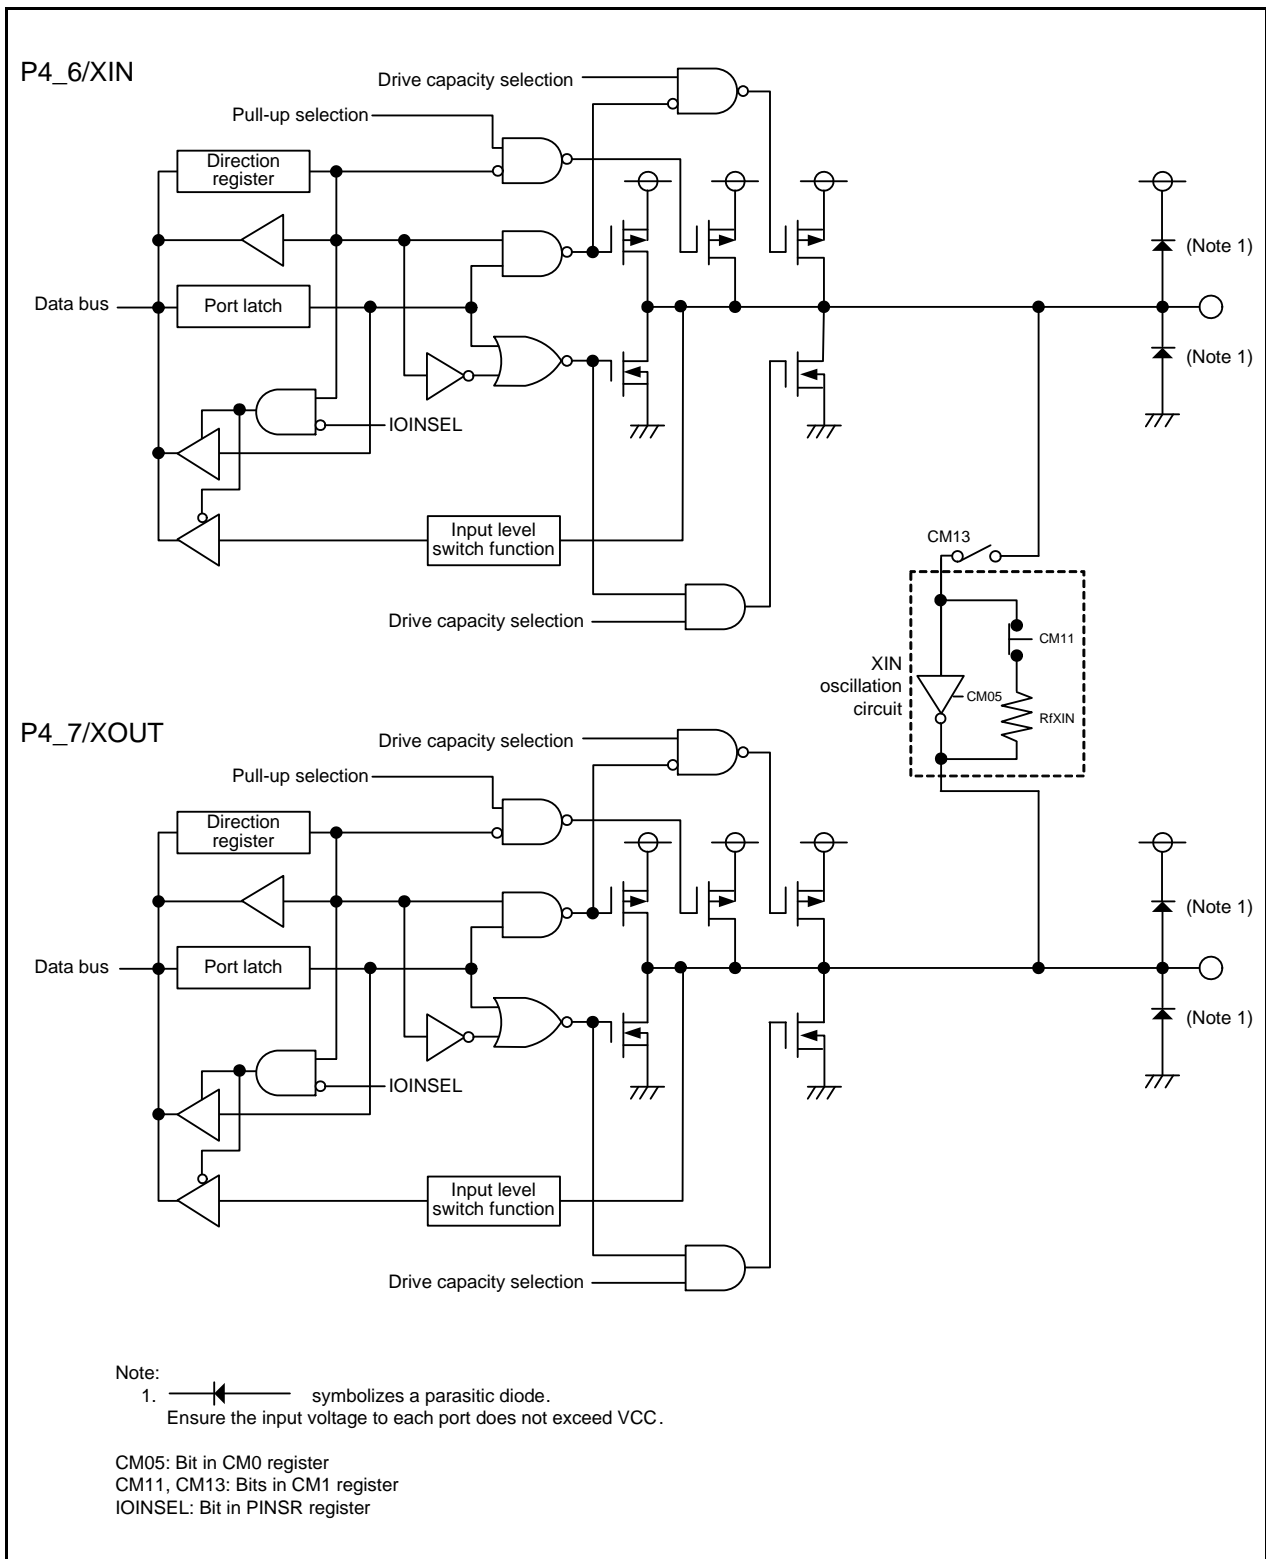 P4_6/XIN
Drive capacity selection
Pull-up selection
Direction
register
(Note 1)
Data bus
Port latch
(Note 1)
IOINSEL
Input level
switch function
CM13
Drive capacity selection
CM11
XIN
oscillation
circuit
CM05
RfXIN
P4_7/XOUT
Drive capacity selection
Pull-up selection
Direction
register
(Note 1)
Data bus
Port latch
(Note 1)
IOINSEL
Input level
switch function
Drive capacity selection
Note:
1. symbolizes a parasitic diode.
Ensure the input voltage to each port does not exceed VCC.
CM05: Bit in CM0 register
CM11, CM13: Bits in CM1 register
IOINSEL: Bit in PINSR register